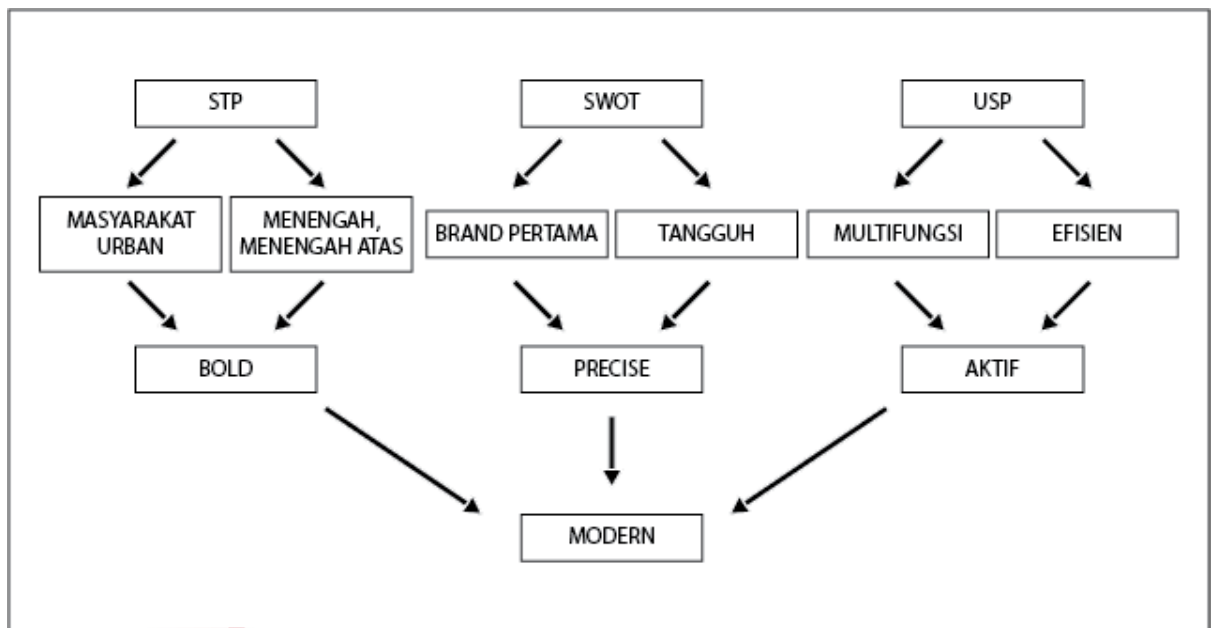 STP
SWOT
USP
MASYARAKAT
URBAN
MENENGAH,
MENENGAH ATAS
BRAND PERTAMA
TANGGUH
MULTIFUNGSI
EFISIEN
BOLD
PRECISE
AKTIF
MODERN